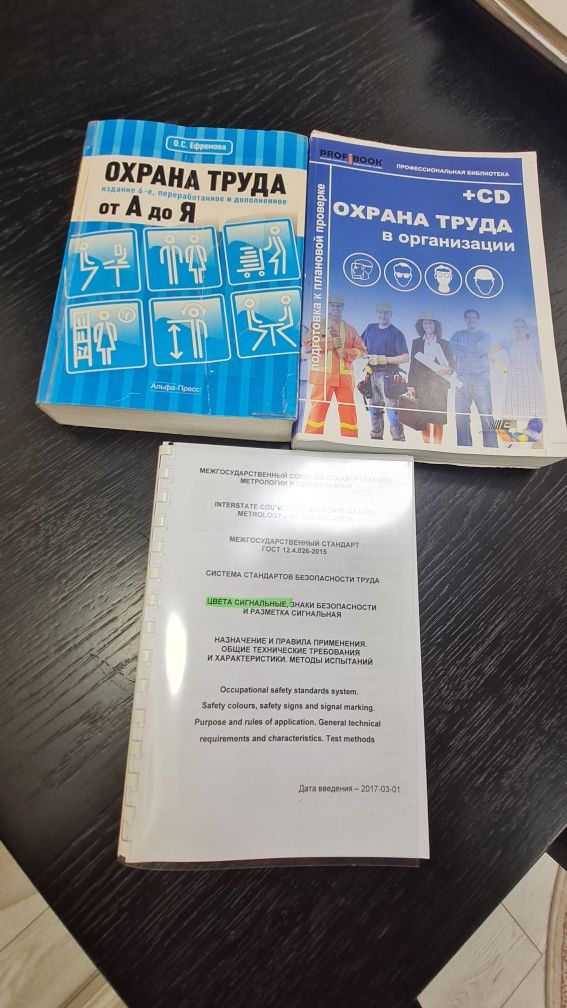 О.С. Ефремова
ОХРАНА ТРУДА
издание 6-е, переработанное и дополненное
от А до Я
Альфа-Пресс
PROFIBOOK
ПРОФЕССИОНАЛЬНАЯ БИБЛИОТЕКА
+CD
ОХРАНА ТРУДА
в организации
подготовка к плановой проверке
МЕЖГОСУДАРСТВЕННЫЙ СОВЕТ ПО СТАНДАРТИЗАЦИИ,
МЕТРОЛОГИИ И СЕРТИФИКАЦИИ
INTERSTATE COUNCIL FOR STANDARDIZATION,
METROLOGY AND CERTIFICATION
МЕЖГОСУДАРСТВЕННЫЙ СТАНДАРТ
ГОСТ 12.4.026-2015
СИСТЕМА СТАНДАРТОВ БЕЗОПАСНОСТИ ТРУДА
ЦВЕТА СИГНАЛЬНЫЕ, ЗНАКИ БЕЗОПАСНОСТИ
И РАЗМЕТКА СИГНАЛЬНАЯ
НАЗНАЧЕНИЕ И ПРАВИЛА ПРИМЕНЕНИЯ.
ОБЩИЕ ТЕХНИЧЕСКИЕ ТРЕБОВАНИЯ
И ХАРАКТЕРИСТИКИ. МЕТОДЫ ИСПЫТАНИЙ
Occupational safety standards system.
Safety colours, safety signs and signal marking.
Purpose and rules of application. General technical
requirements and characteristics. Test methods
Дата введения – 2017-03-01